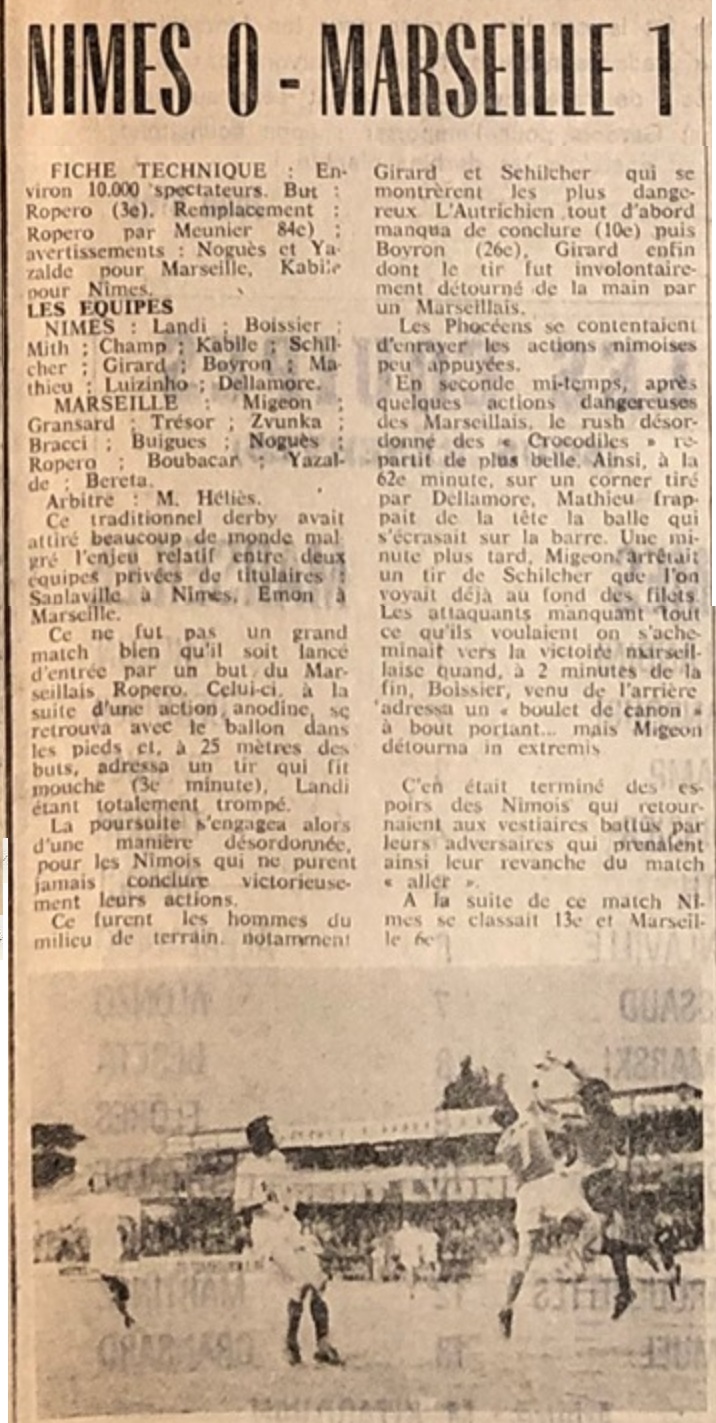 NIMES 0 - MARSEILLE 1
FICHE TECHNIQUE : En-
viron 10.000 spectateurs. But :
Ropero (3e). Remplacement :
Ropero par Meunier 84e) ;
avertissements : Noguès et Ya-
zalde pour Marseille, Kabile
pour Nîmes.
LES EQUIPES
NIMES : Landi ; Boissier ;
Mith ; Champ ; Kabile ; Schil-
cher ; Girard ; Boyron ; Ma-
thieu ; Luizinho ; Dellamore.
MARSEILLE : Migeon ;
Gransard ; Trésor ; Zvunka ;
Bracci ; Buigues ; Noguès ;
Ropero ; Boubacar ; Yazal-
de ; Bereta.
Arbitre : M. Héliès.
Ce traditionnel derby avait
attiré beaucoup de monde mal
gré l'enjeu relatif entre deux
équipes privées de titulaires :
Sanlaville à Nîmes, Emon à
Marseille.
Ce ne fut pas un grand
match bien qu'il soit lancé
d'entrée par un but du Mar-
seillais Ropero. Celui-ci, à la
suite d'une action anodine, se
retrouva avec le ballon dans
les pieds et, à 25 mètres des
buts, adressa un tir qui fit
mouche (3e minute), Landi
étant totalement trompé.
La poursuite s'engagea alors
d'une manière désordonnée,
pour les Nîmois qui ne purent
jamais conclure victorieuse-
ment leurs actions.
Ce furent les hommes du
milieu de terrain, notamment
Girard et Schilcher qui se
montrèrent les plus dange-
reux. L'Autrichien tout d'abord
manqua de conclure (10e) puis
Boyron (26e), Girard enfin
dont le tir fut involontaire-
ment détourné de la main par
un Marseillais.
Les Phocéens se contentaient
d'enrayer les actions nimoises
peu appuyées.
En seconde mi-temps, après
quelques actions dangereuses
des Marseillais, le rush désor-
donné des « Crocodiles » re-
partit de plus belle. Ainsi, à la
62e minute, sur un corner tiré
par Dellamore, Mathieu frap-
pait de la tête la balle qui
s'écrasait sur la barre. Une mi-
nute plus tard, Migeon arrêtait
un tir de Schilcher que l'on
voyait déjà au fond des filets.
Les attaquants manquant tout
ce qu'ils voulaient on s'ache-
minait vers la victoire marseil-
laise quand, à 2 minutes de la
fin, Boissier, venu de l'arrière
adressa un « boulet de canon »
à bout portant... mais Migeon
détourna in extremis
C'en était terminé des es-
poirs des Nîmois qui retour-
naient aux vestiaires battus par
leurs adversaires qui prenaient
ainsi leur revanche du match
« aller ».
A la suite de ce match Nî-
mes se classait 13e et Marseil-
le 6e